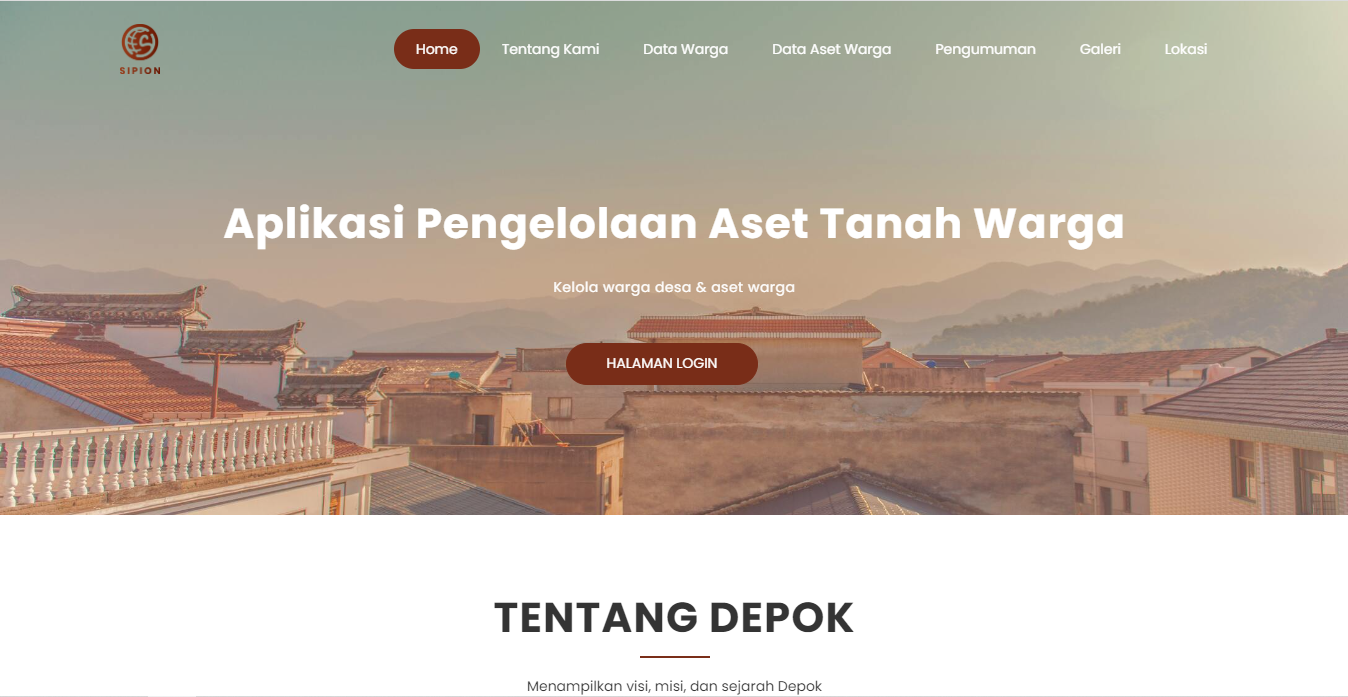 SIPION
Home Tentang Kami Data Warga Data Aset Warga Pengumuman Galeri Lokasi
Aplikasi Pengelolaan Aset Tanah Warga
Kelola warga desa & aset warga
HALAMAN LOGIN
TENTANG DEPOK
Menampilkan visi, misi, dan sejarah Depok